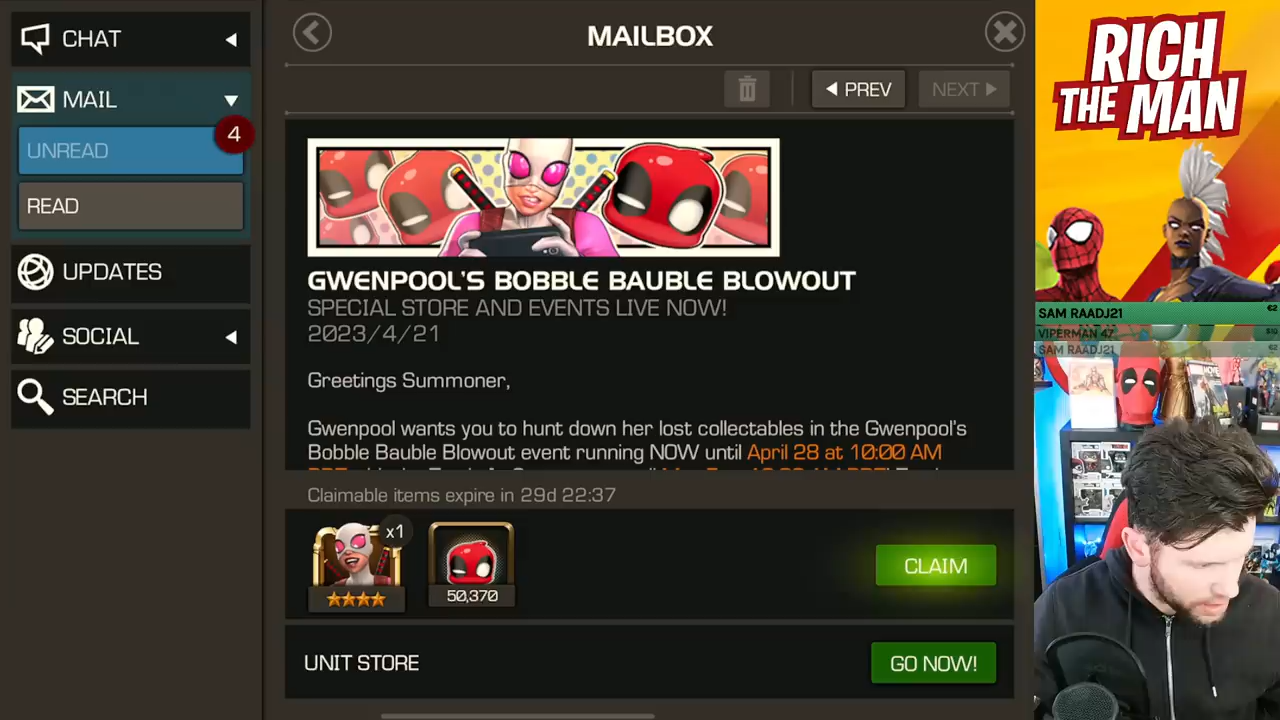 CHAT
MAIL
4
UNREAD
READ
UPDATES
SOCIAL
SEARCH
MAILBOX
PREV
NEXT
GWENPOOL'S BOBBLE BAUBLE BLOWOUT
SPECIAL STORE AND EVENTS LIVE NOW!
2023/4/21
Greetings Summoner,
Gwenpool wants you to hunt down her lost collectables in the Gwenpool's
Bobble Bauble Blowout event running NOW until April 28 at 10:00 AM
Claimable items expire in 29d 22:37
x1
50,370
CLAIM
UNIT STORE
GO NOW!
RICH
THE MAN
SAM RAADJ21 €2
VIPERMAN 47
SAM RAADJ21 €2